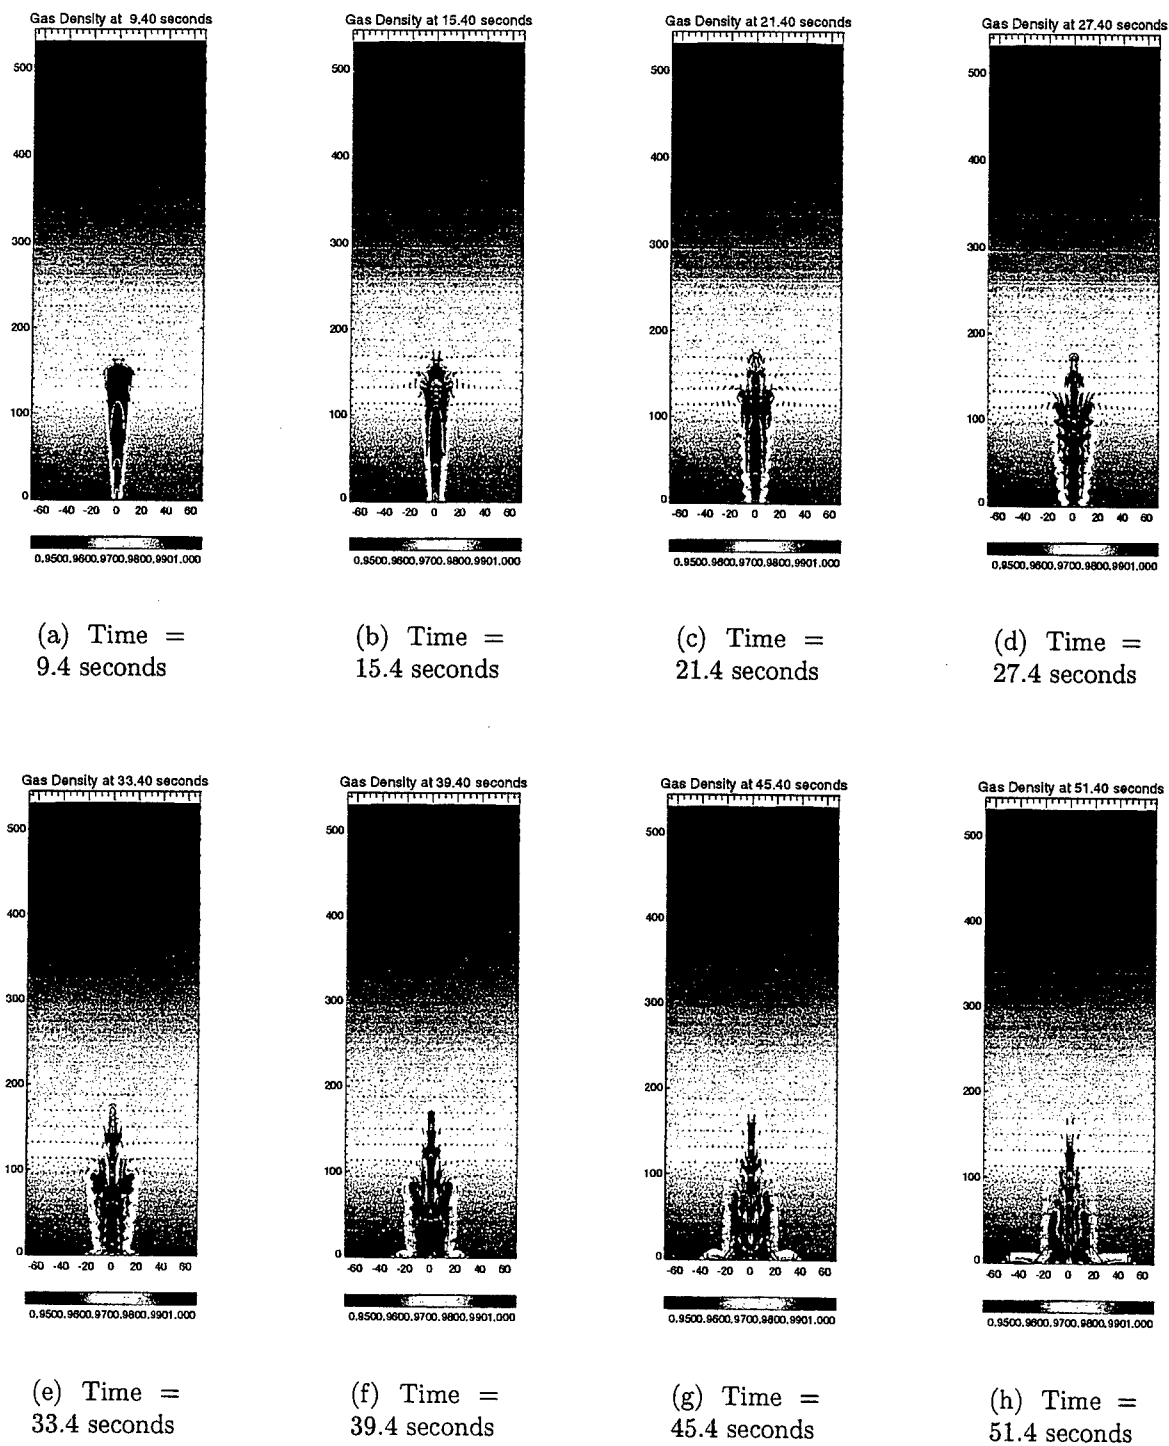 Gas Density at 9.40 seconds
500
400
300
200
100
0
-60 -40 -20 0 20 40 60
0.9500.9600.9700.9800.9901.000
(a) Time =
9.4 seconds
Gas Density at 15.40 seconds
500
400
300
200
100
0
-60 -40 -20 0 20 40 60
0.9500.9600.9700.9800.9901.000
(b) Time =
15.4 seconds
Gas Density at 21.40 seconds
500
400
300
200
100
0
-60 -40 -20 0 20 40 60
0.9500.9600.9700.9800.9901.000
(c) Time =
21.4 seconds
Gas Density at 27.40 seconds
500
400
300
200
100
0
-60 -40 -20 0 20 40 60
0.9500.9600.9700.9800.9901.000
(d) Time =
27.4 seconds
Gas Density at 33.40 seconds
500
400
300
200
100
0
-60 -40 -20 0 20 40 60
0.9500.9600.9700.9800.9901.000
(e) Time =
33.4 seconds
Gas Density at 39.40 seconds
500
400
300
200
100
0
-60 -40 -20 0 20 40 60
0.9500.9600.9700.9800.9901.000
(f) Time =
39.4 seconds
Gas Density at 45.40 seconds
500
400
300
200
100
0
-60 -40 -20 0 20 40 60
0.9500.9600.9700.9800.9901.000
(g) Time =
45.4 seconds
Gas Density at 51.40 seconds
500
400
300
200
100
0
-60 -40 -20 0 20 40 60
0.9500.9600.9700.9800.9901.000
(h) Time =
51.4 seconds